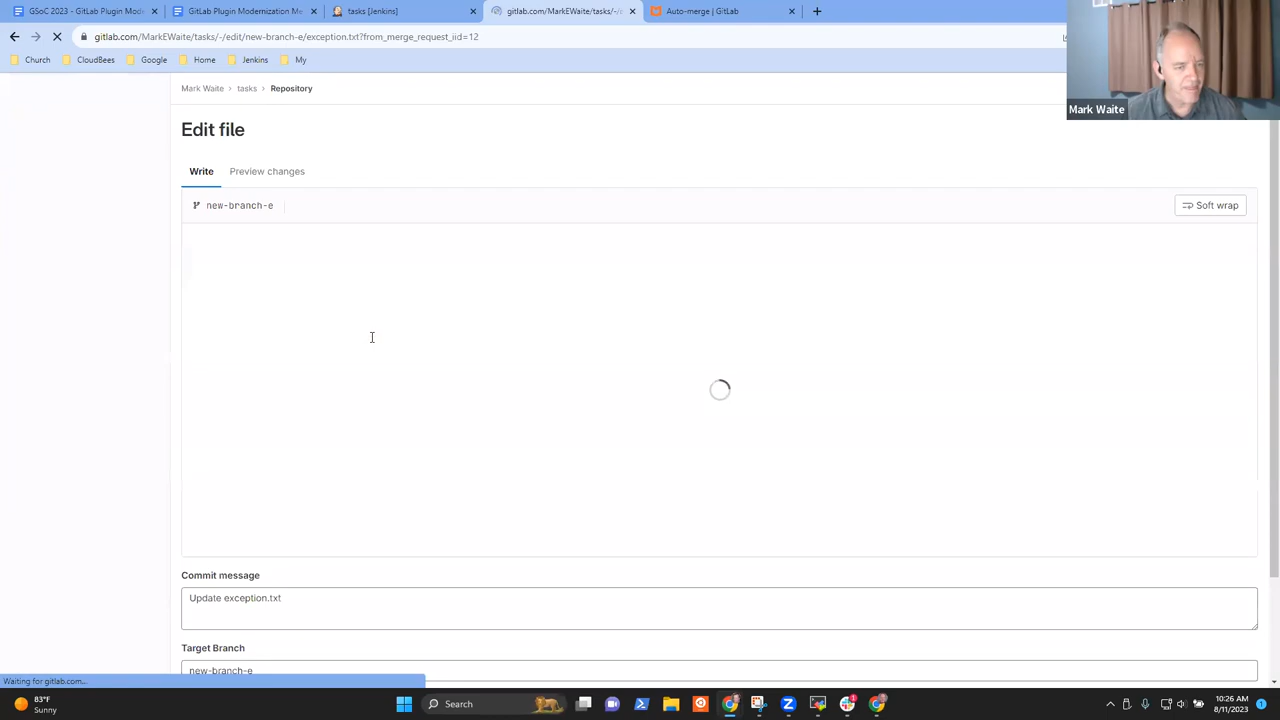 GSoC 2023 - GitLab Plugin Mode
GitLab Plugin Modernization Me
tasks [Jenkins]
gitlab.com/MarkEWaite/tasks/-/e
Auto-merge | GitLab
gitlab.com/MarkEWaite/tasks/-/edit/new-branch-e/exception.txt?from_merge_request_iid=12
Church CloudBees Google Home Jenkins My
Mark Waite
Mark Waite > tasks > Repository
Edit file
Write Preview changes
new-branch-e
Soft wrap
Commit message
Update exception.txt
Target Branch
new-branch-e
Waiting for gitlab.com...
83°F
Sunny
Search
10:26 AM
8/11/2023